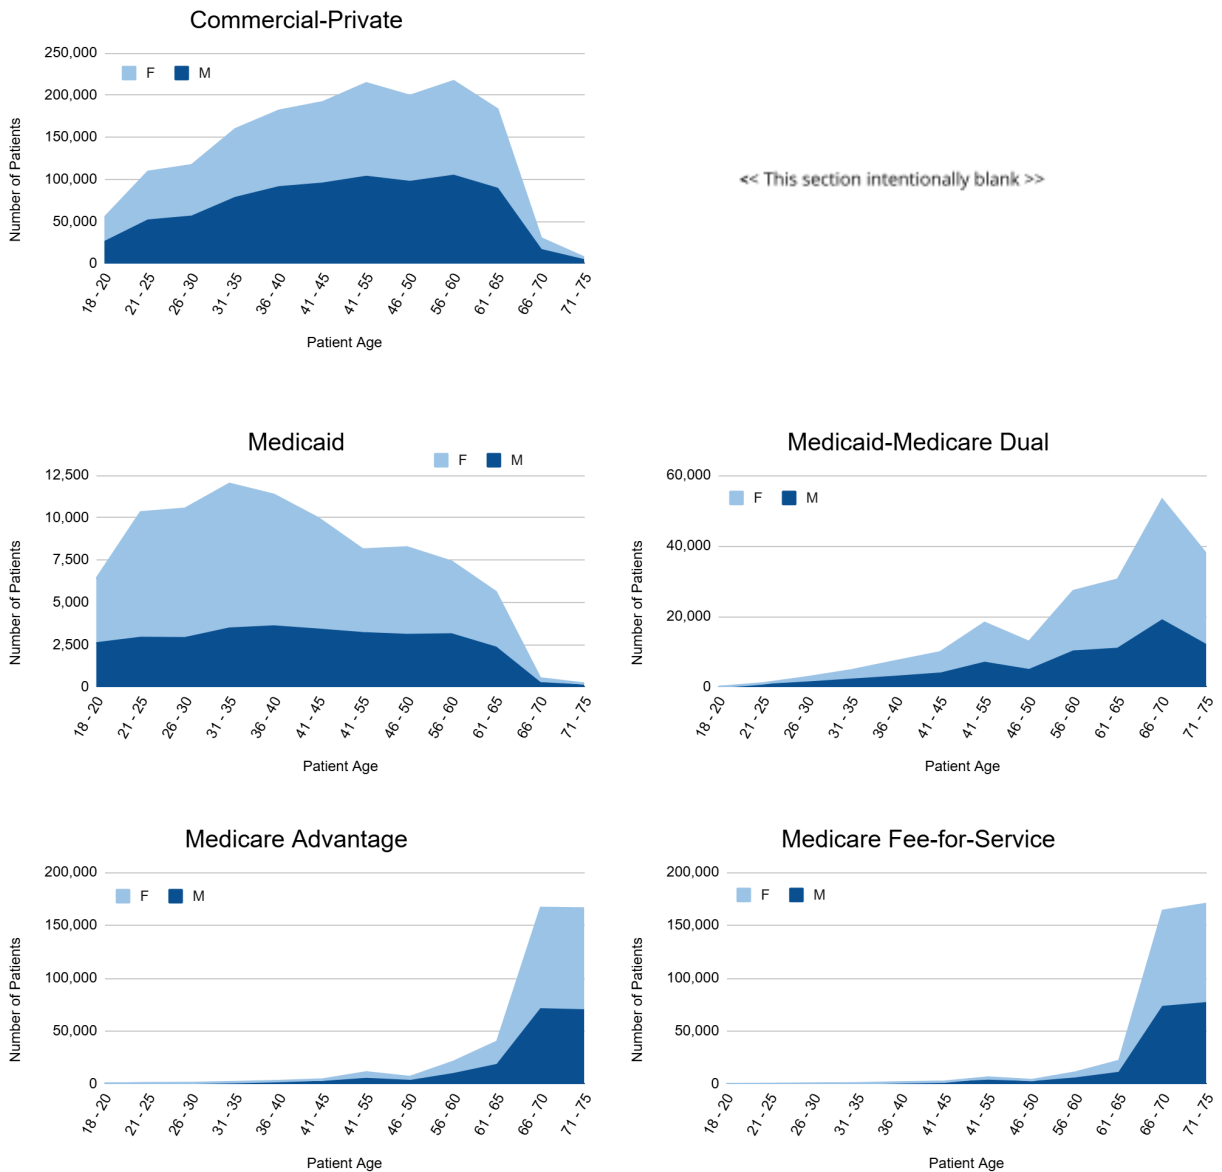 Commercial-Private
F M
Number of Patients
250,000
200,000
150,000
100,000
50,000
0
18 - 20
21 - 25
26 - 30
31 - 35
36 - 40
41 - 45
41 - 55
46 - 50
56 - 60
61 - 65
66 - 70
71 - 75
Patient Age
<< This section intentionally blank >>
Medicaid
F M
Number of Patients
12,500
10,000
7,500
5,000
2,500
0
18 - 20
21 - 25
26 - 30
31 - 35
36 - 40
41 - 45
41 - 55
46 - 50
56 - 60
61 - 65
66 - 70
71 - 75
Patient Age
Medicaid-Medicare Dual
F M
Number of Patients
60,000
40,000
20,000
0
18 - 20
21 - 25
26 - 30
31 - 35
36 - 40
41 - 45
41 - 55
46 - 50
56 - 60
61 - 65
66 - 70
71 - 75
Patient Age
Medicare Advantage
F M
Number of Patients
200,000
150,000
100,000
50,000
0
18 - 20
21 - 25
26 - 30
31 - 35
36 - 40
41 - 45
41 - 55
46 - 50
56 - 60
61 - 65
66 - 70
71 - 75
Patient Age
Medicare Fee-for-Service
F M
Number of Patients
200,000
150,000
100,000
50,000
0
18 - 20
21 - 25
26 - 30
31 - 35
36 - 40
41 - 45
41 - 55
46 - 50
56 - 60
61 - 65
66 - 70
71 - 75
Patient Age